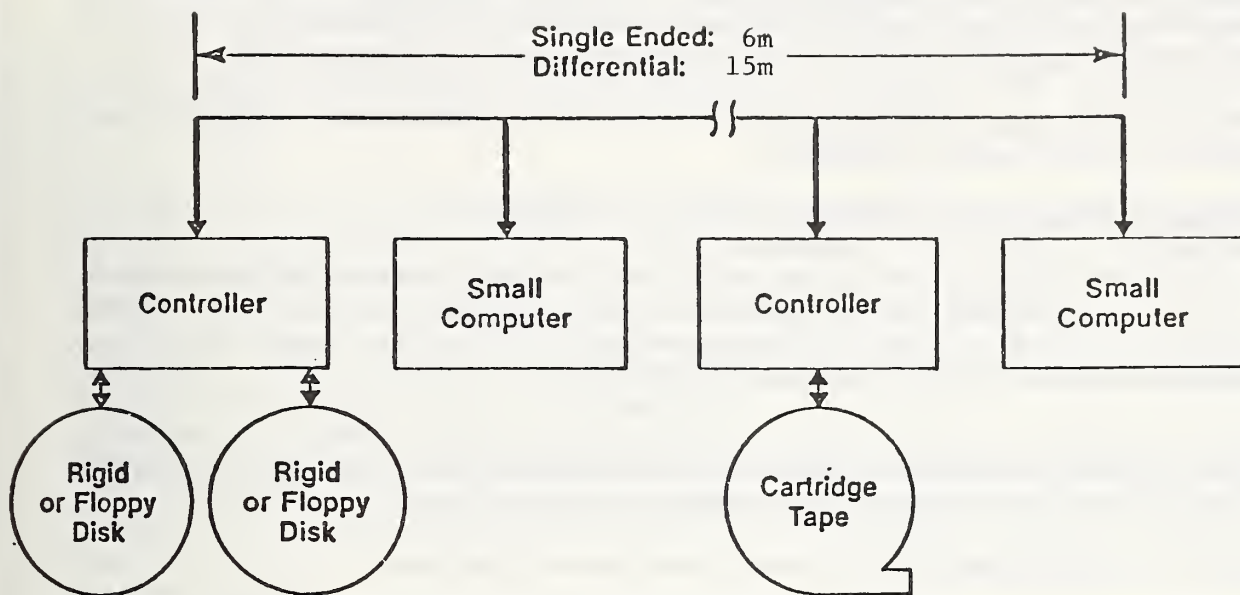 Single Ended: 6m
Differential: 15m
Controller
Small
Computer
Controller
Small
Computer
Rigid
or Floppy
Disk
Rigid
or Floppy
Disk
Cartridge
Tape